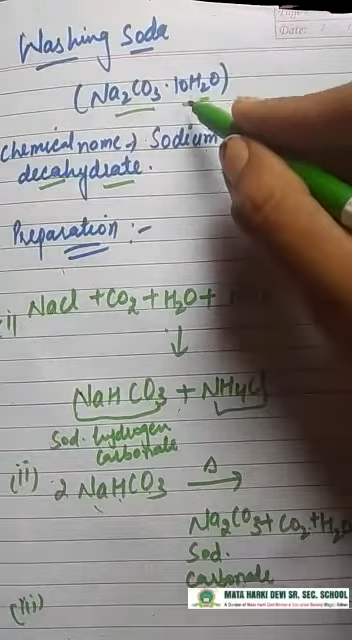 Washing Soda
(Na₂CO₃·10H₂O)
Chemical name → Sodium
decahydrate.
Preparation :-
i) NaCl + CO₂ + H₂O +
↓
NaHCO₃ + NH₄Cl
Sod. hydrogen
carbonate
(ii) 2 NaHCO₃ Δ→
Na₂CO₃ + CO₂ + H₂O
Sod.
carbonate
(iii)
Date:
MATA HARKI DEVI SR. SEC. SCHOOL